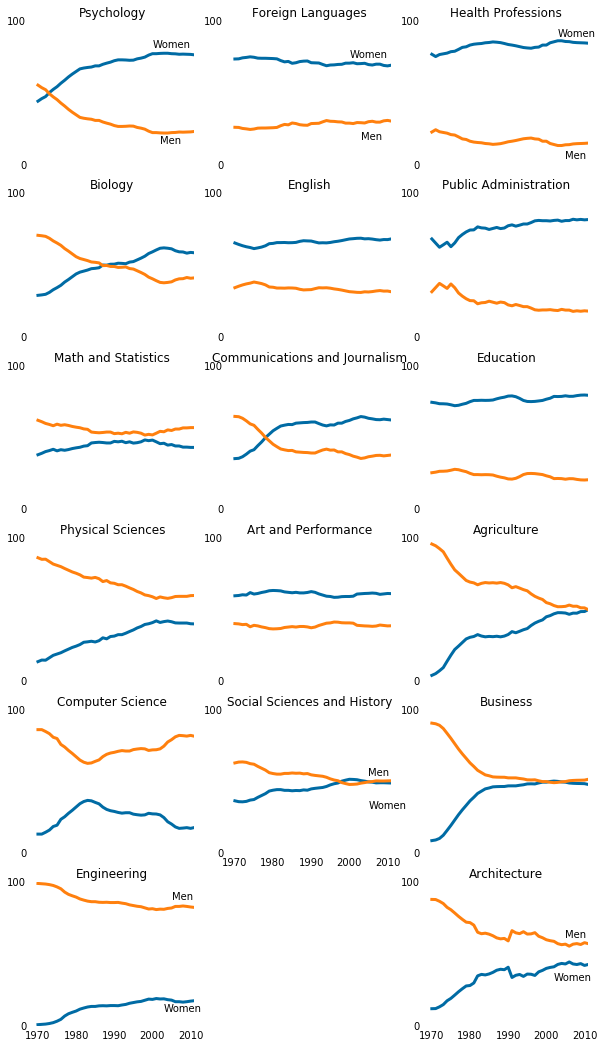 Psychology Foreign Languages Health Professions
100 100 100
Women Women Women
Men Men Men
0 0 0
Biology English Public Administration
100 100 100
0 0 0
Math and Statistics Communications and Journalism Education
100 100 100
0 0 0
Physical Sciences Art and Performance Agriculture
100 100 100
0 0 0
Computer Science Social Sciences and History Business
100 100 100
Men
Women
0 0 0
1970 1980 1990 2000 2010
Engineering Architecture
100 100
Men Men
Women Women
0 0
1970 1980 1990 2000 2010 1970 1980 1990 2000 2010